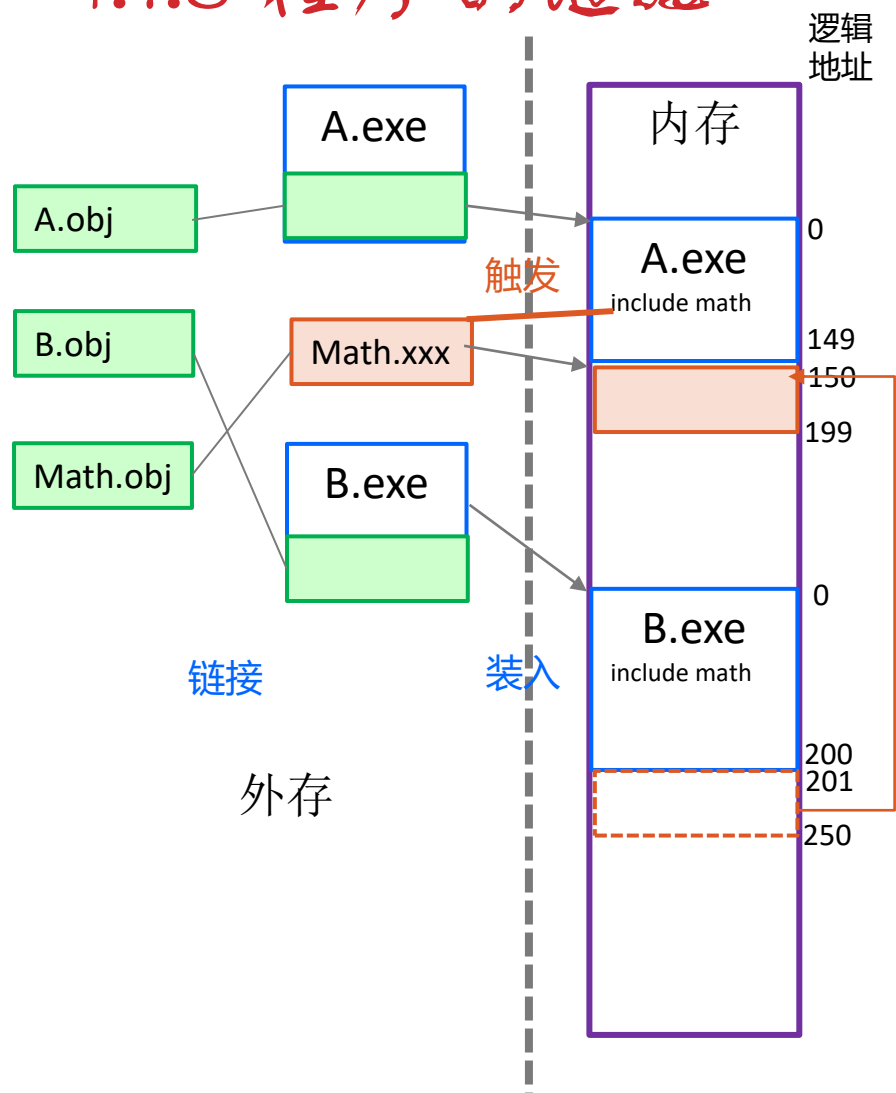 逻辑
地址
A.exe
内存
A.obj
0
A.exe
触发
include math
B.obj
149
Math.xxx
150
199
Math.obj
B.exe
0
B.exe
链接
装入
include math
200
201
外存
250